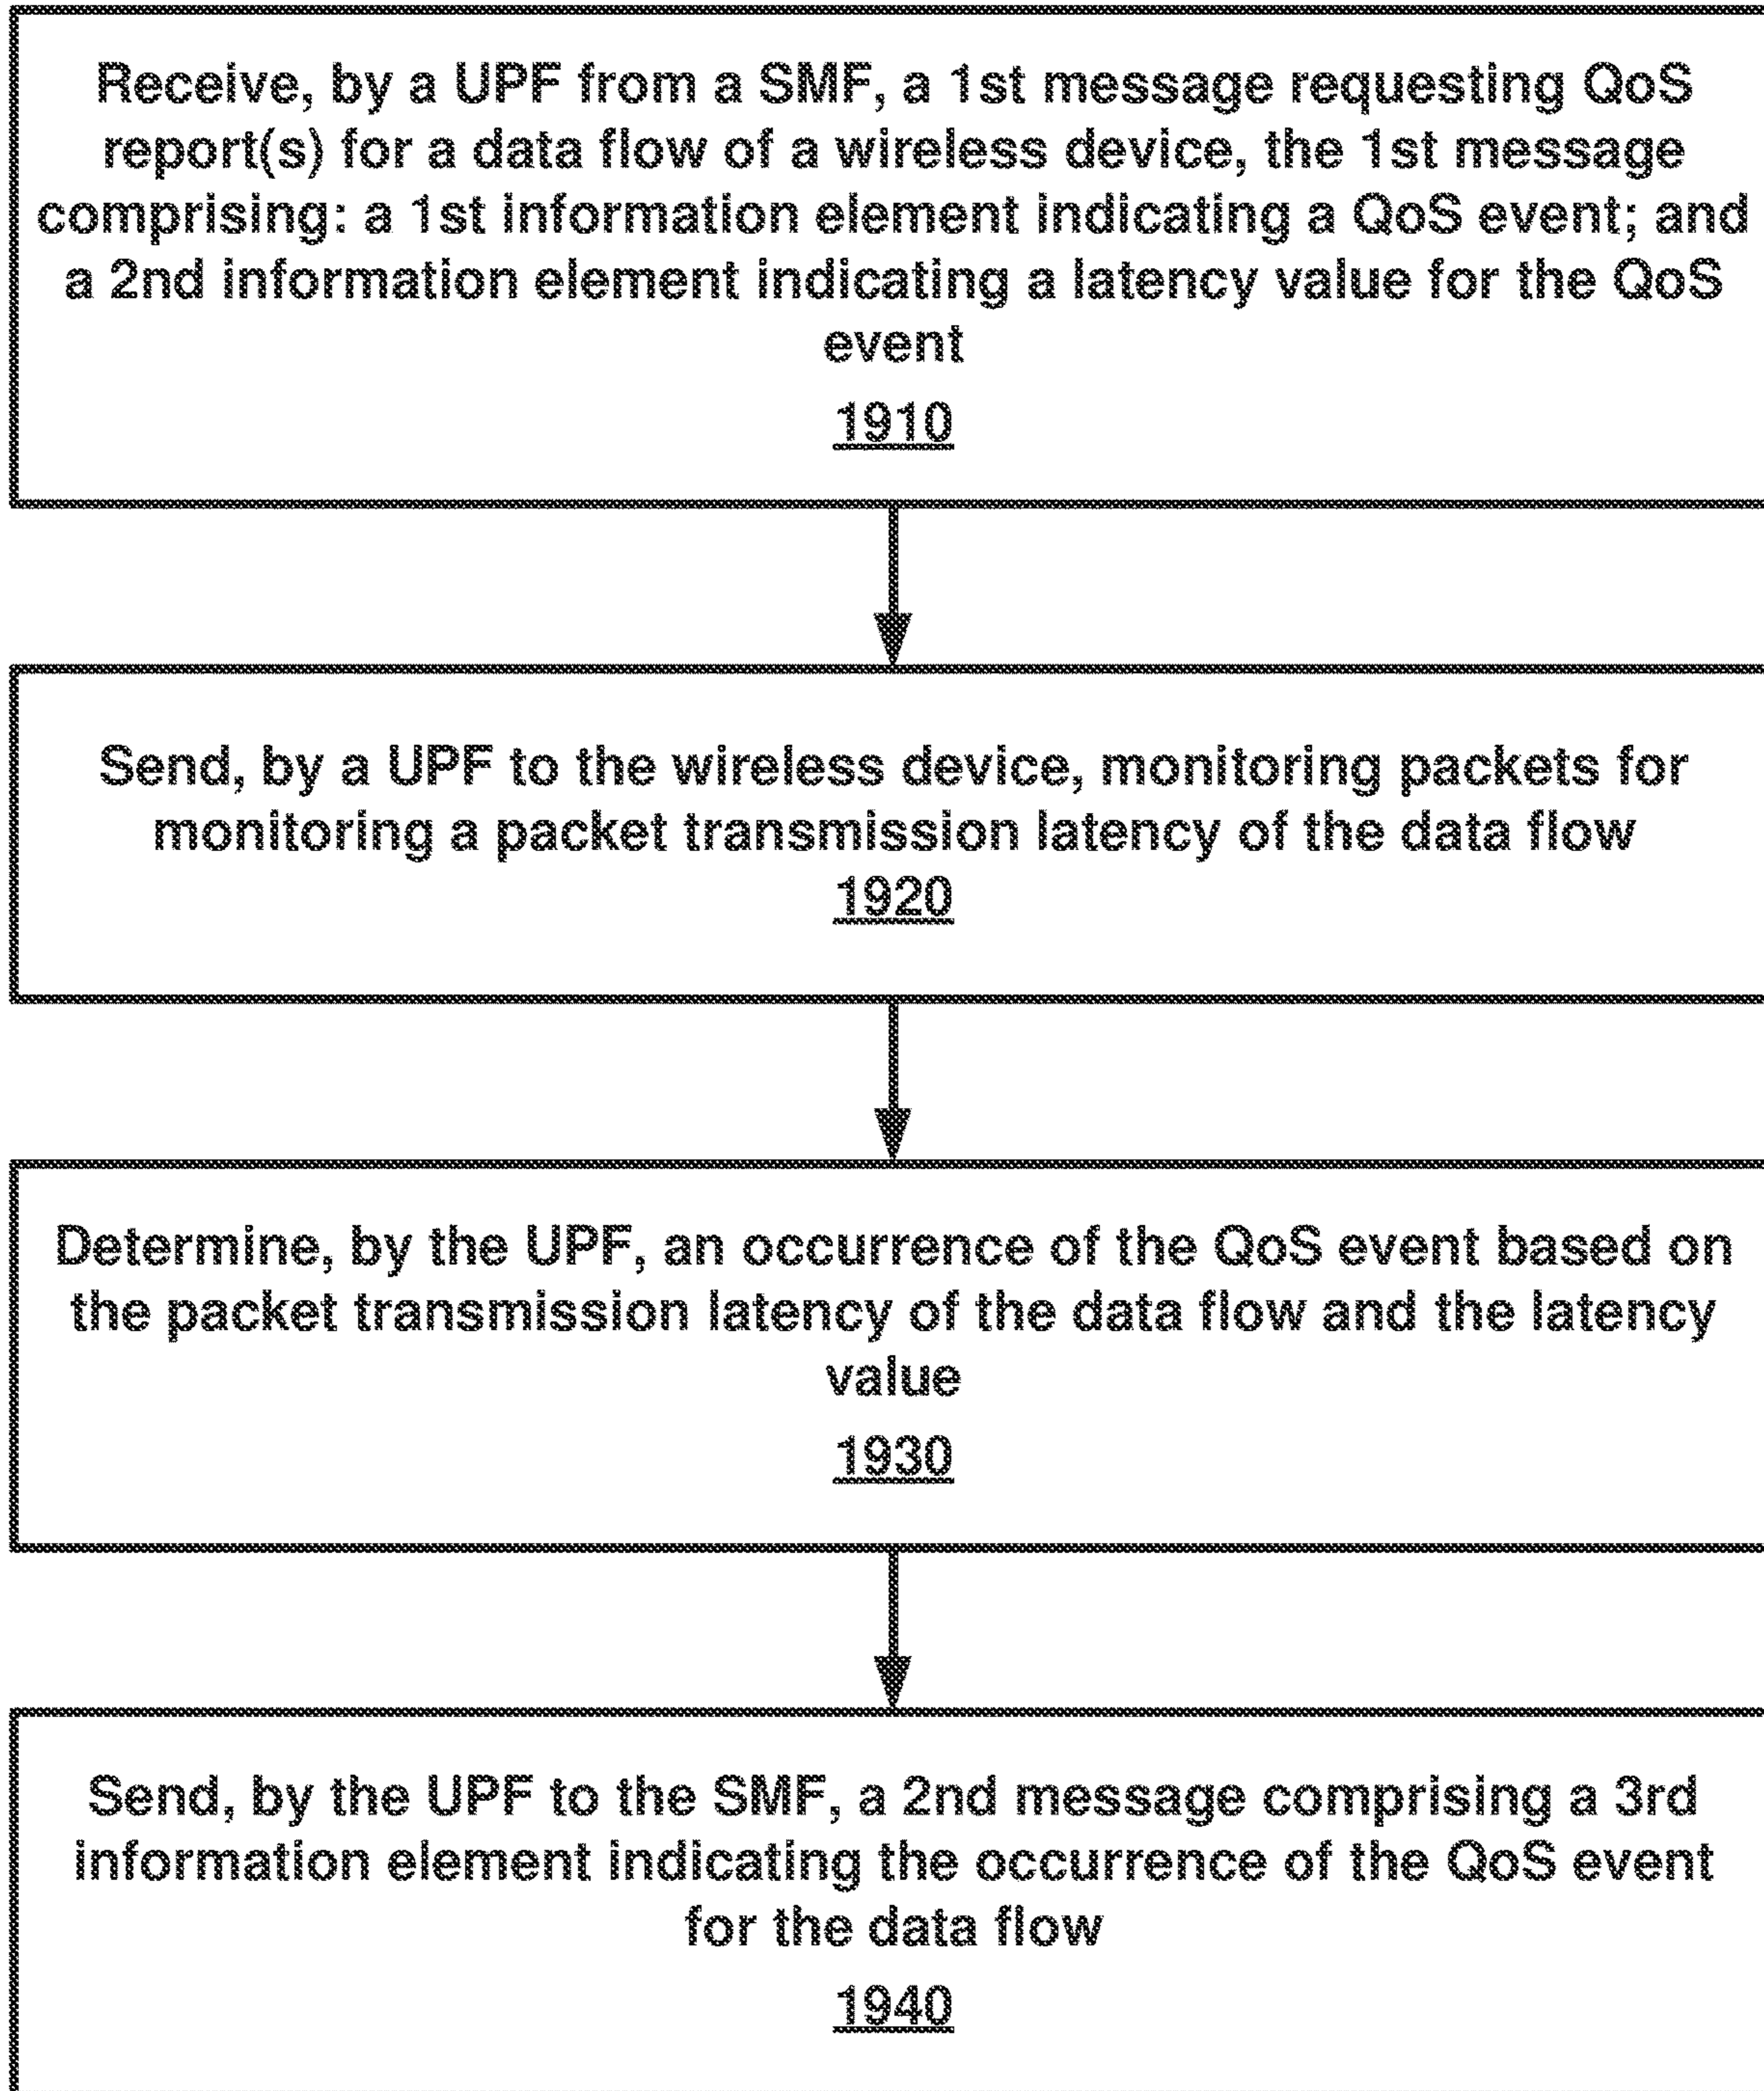 Receive, by a UPF from a SMF, a 1st message requesting QoS
report(s) for a data flow of a wireless device, the 1st message
comprising: a 1st information element indicating a QoS event; and
a 2nd information element indicating a latency value for the QoS
event
1910
Send, by a UPF to the wireless device, monitoring packets for
monitoring a packet transmission latency of the data flow
1920
Determine, by the UPF, an occurrence of the QoS event based on
the packet transmission latency of the data flow and the latency
value
1930
Send, by the UPF to the SMF, a 2nd message comprising a 3rd
information element indicating the occurrence of the QoS event
for the data flow
1940